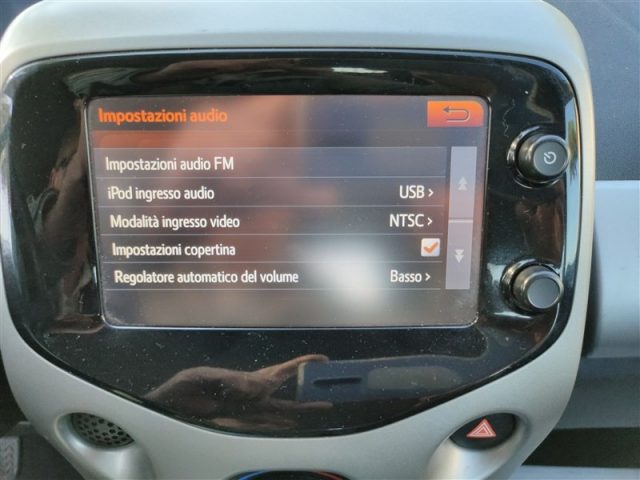 Impostazioni audio
Impostazioni audio FM
iPod ingresso audio USB ›
Modalità ingresso video NTSC ›
Impostazioni copertina
Regolatore automatico del volume Basso ›